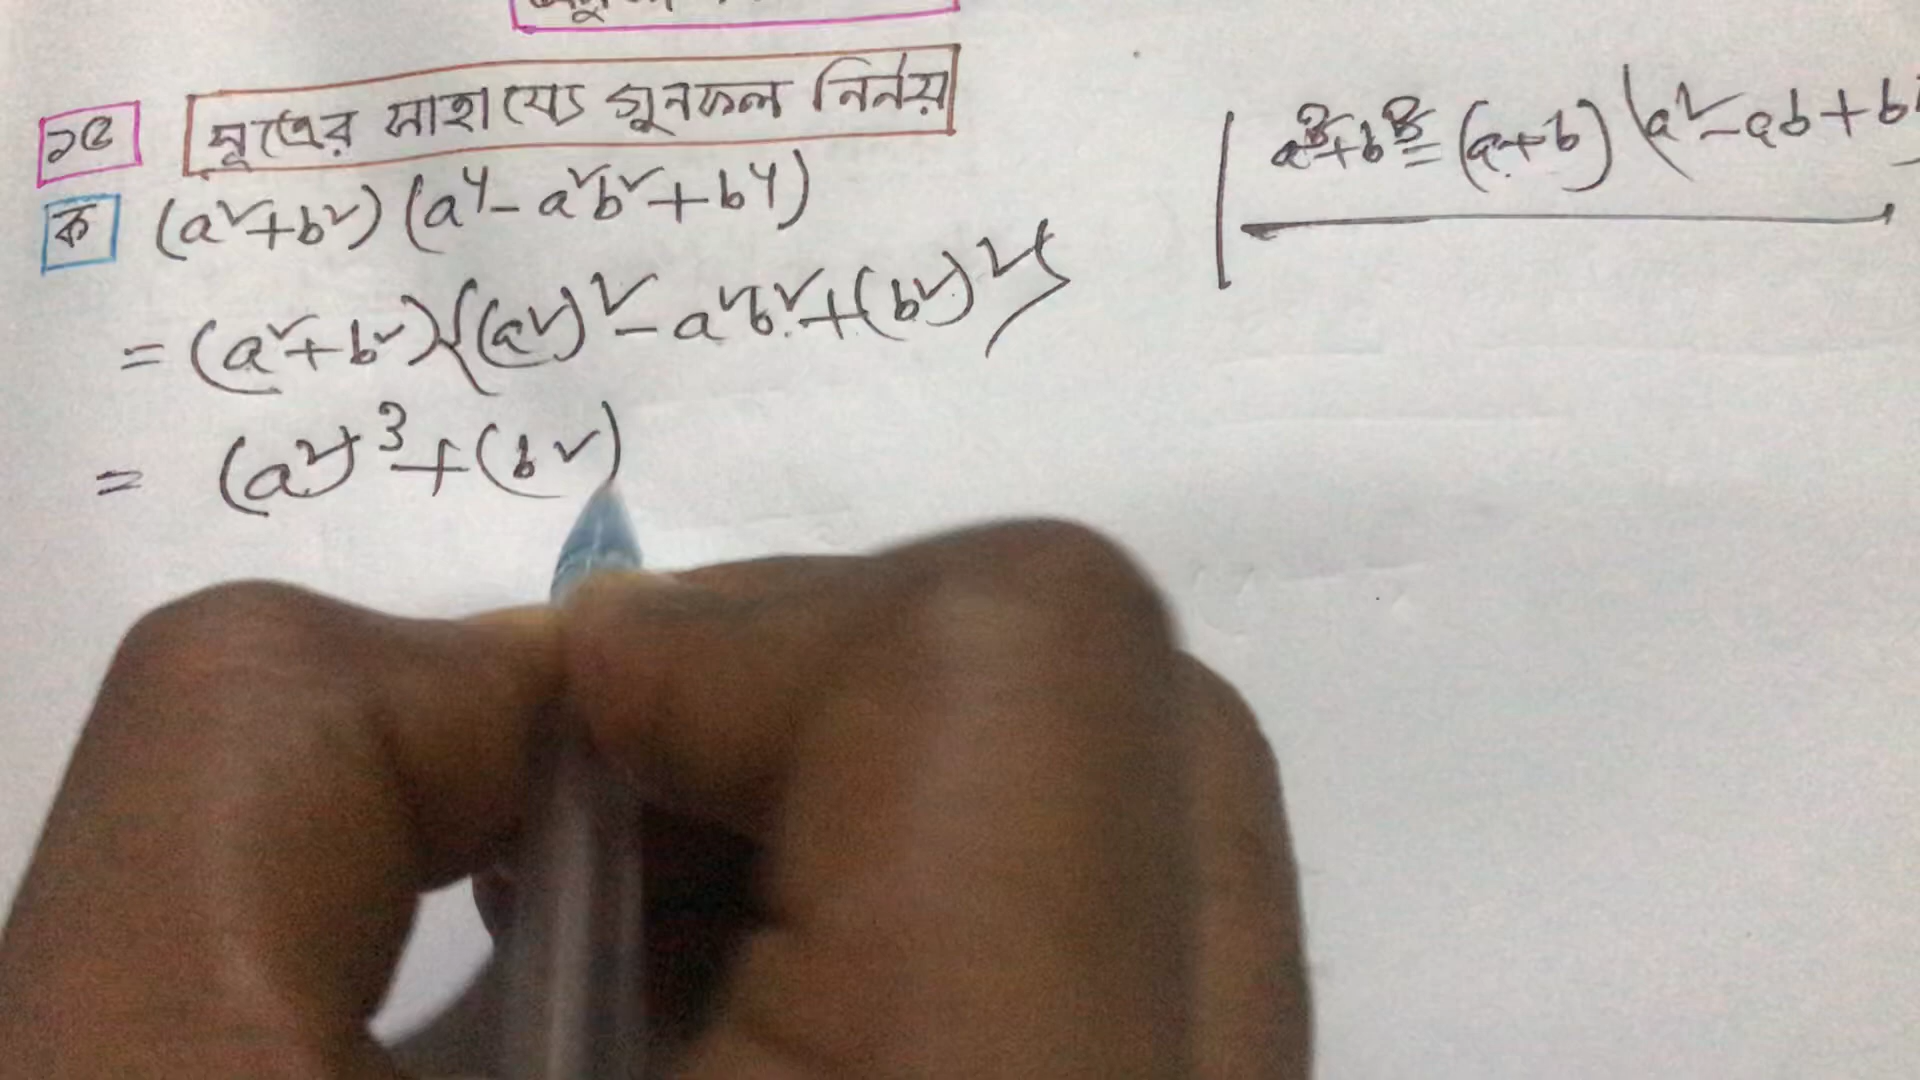 ১৫ সূত্রের সাহায্যে গুনফল নির্নয়
ক (a²+b²)(a⁴-a²b²+b⁴)
=(a²+b²){(a²)²-a²b²+(b²)²}
= (a²)³+(b²)
a³+b³=(a+b)(a²-ab+b